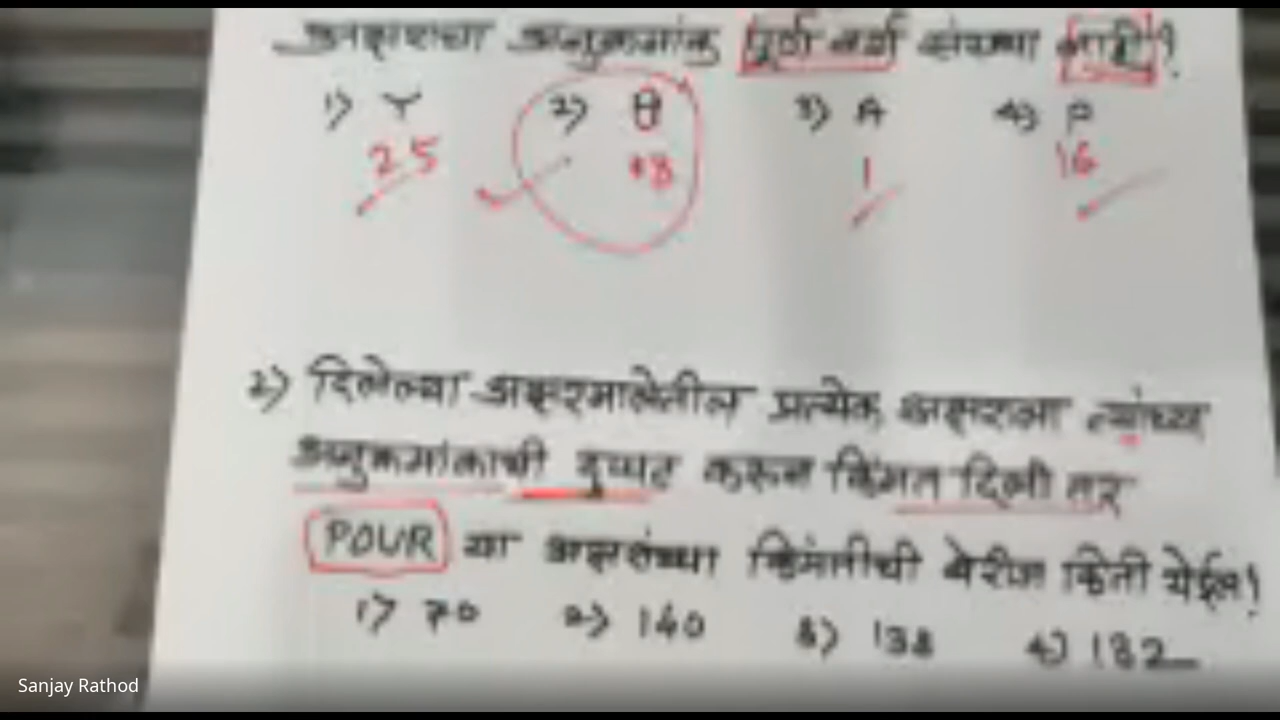 अक्षराचा अनुक्रमांक पूर्ण वर्ग संख्या नाही?
1) Y 2) θ 3) A 4) P
25 18 1 16
2) दिलेल्या अक्षरमालेतील प्रत्येक अक्षराला त्यांच्या
अनुक्रमांकाची दुप्पट करून किंमत दिली तर
POUR या अक्षरांच्या किंमतीची बेरीज किती येईल!
1) 70 2) 140 3) 138 4) 132
Sanjay Rathod